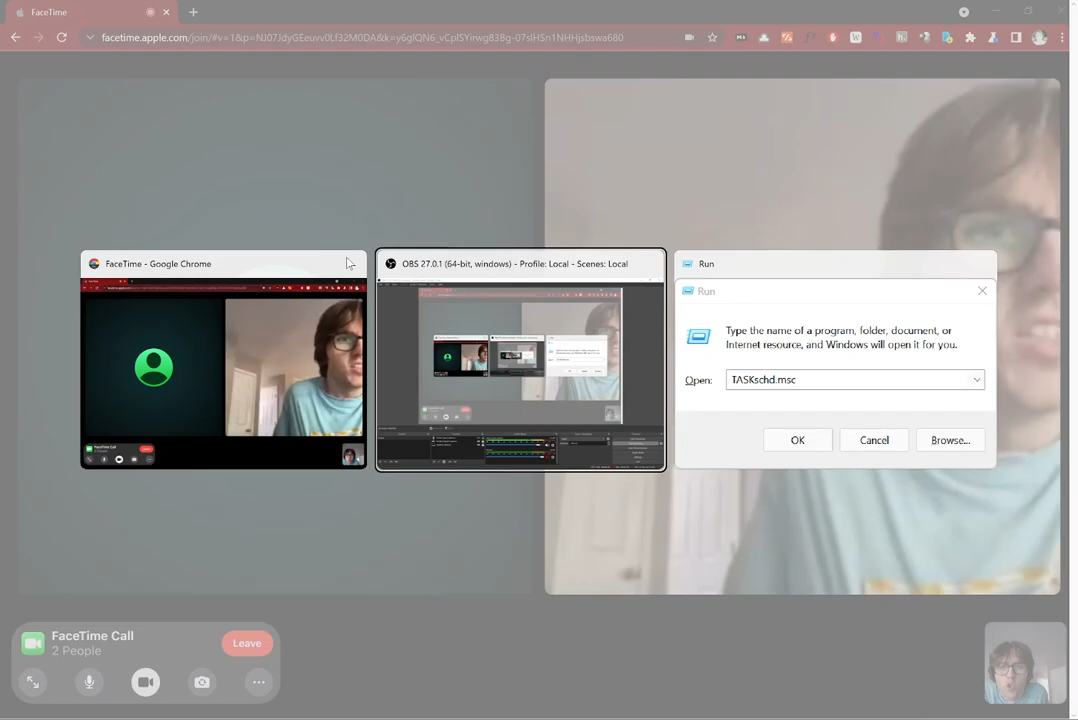 FaceTime
facetime.apple.com/join/#v=1&p=NJ07JdyGEeuvv0Lf32M0DA&k=y6gIQN6_vCplSYirwg83Bg-07slHSn1NHHjsbswa680
FaceTime - Google Chrome
OBS 27.0.1 (64-bit, windows) - Profile: Local - Scenes: Local
Run
Run
Type the name of a program, folder, document, or
Internet resource, and Windows will open it for you.
Open: TASKschd.msc
OK Cancel Browse...
FaceTime Call
2 People
Leave